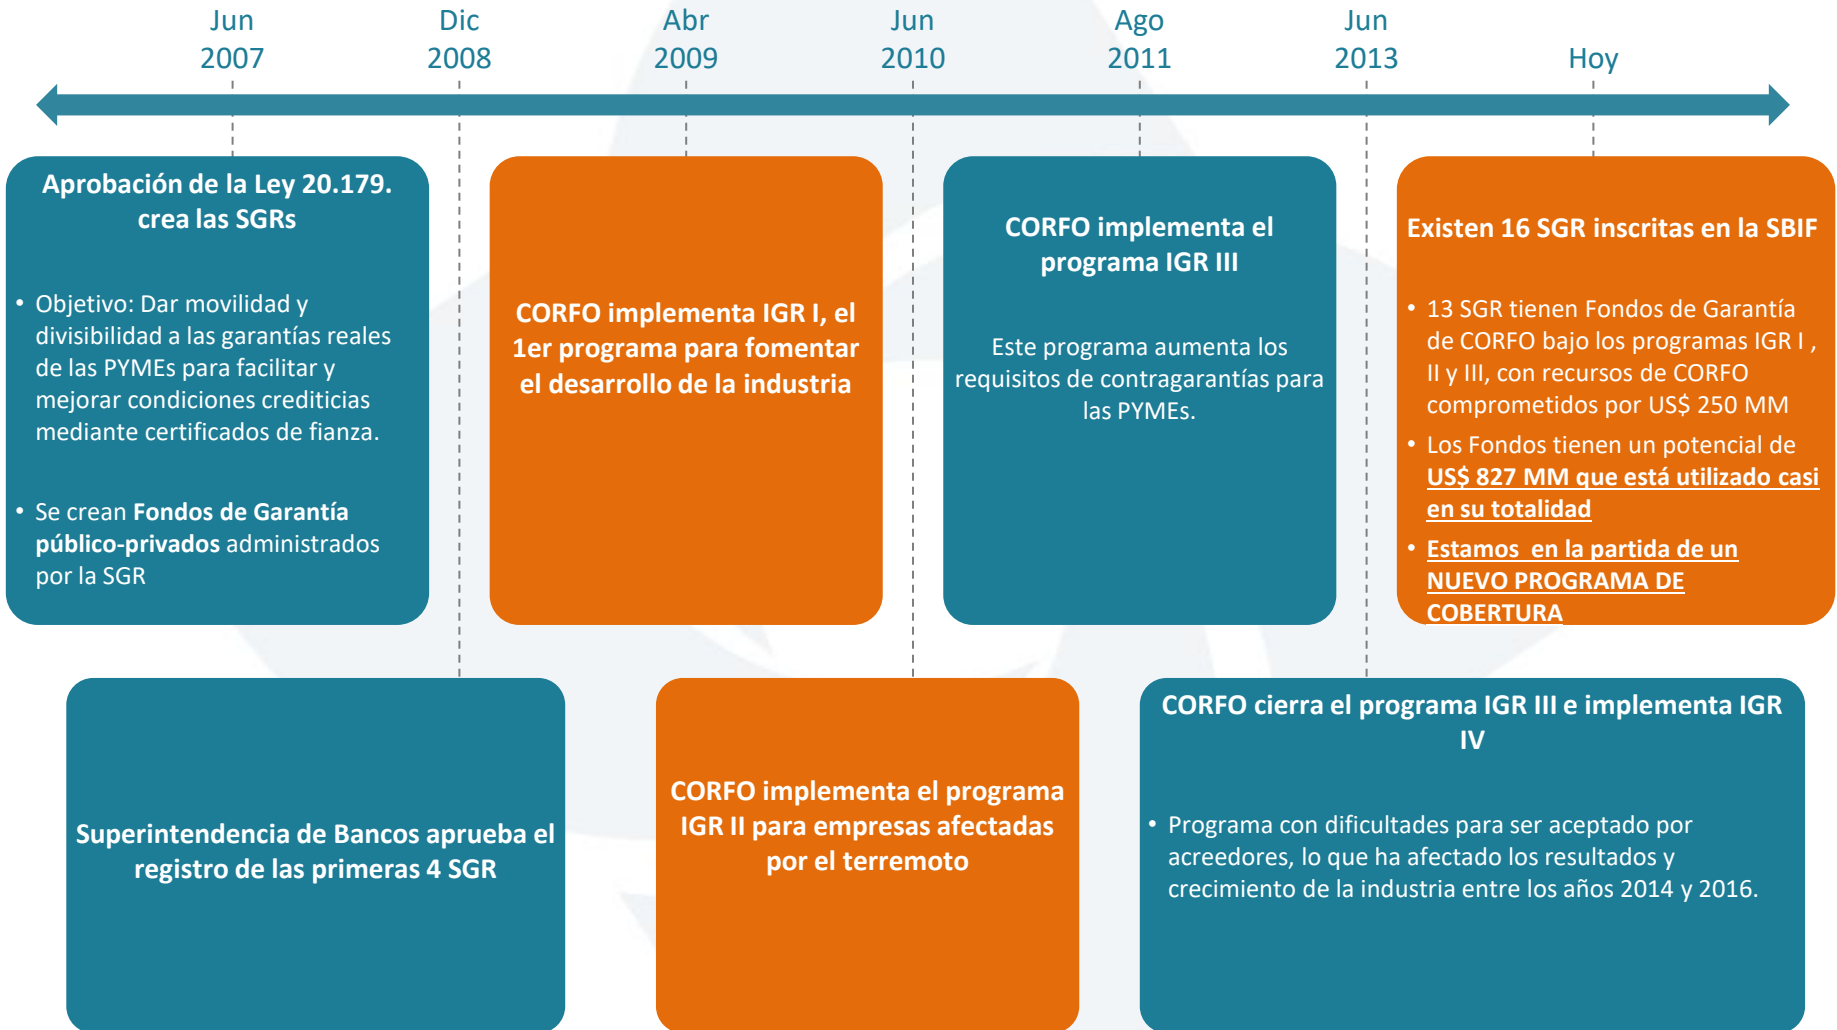 Jun
2007
Dic
2008
Abr
2009
Jun
2010
Ago
2011
Jun
2013
Hoy
Aprobación de la Ley 20.179.
crea las SGRs
• Objetivo: Dar movilidad y
divisibilidad a las garantías reales
de las PYMEs para facilitar y
mejorar condiciones crediticias
mediante certificados de fianza.
• Se crean Fondos de Garantía
público-privados administrados
por la SGR
CORFO implementa IGR I, el
1er programa para fomentar
el desarrollo de la industria
CORFO implementa el
programa IGR III
Este programa aumenta los
requisitos de contragarantías para
las PYMEs.
Existen 16 SGR inscritas en la SBIF
• 13 SGR tienen Fondos de Garantía
de CORFO bajo los programas IGR I ,
II y III, con recursos de CORFO
comprometidos por US$ 250 MM
• Los Fondos tienen un potencial de
US$ 827 MM que está utilizado casi
en su totalidad
• Estamos  en la partida de un
NUEVO PROGRAMA DE
COBERTURA
Superintendencia de Bancos aprueba el
registro de las primeras 4 SGR
CORFO implementa el programa
IGR II para empresas afectadas
por el terremoto
CORFO cierra el programa IGR III e implementa IGR
IV
• Programa con dificultades para ser aceptado por
acreedores, lo que ha afectado los resultados y
crecimiento de la industria entre los años 2014 y 2016.